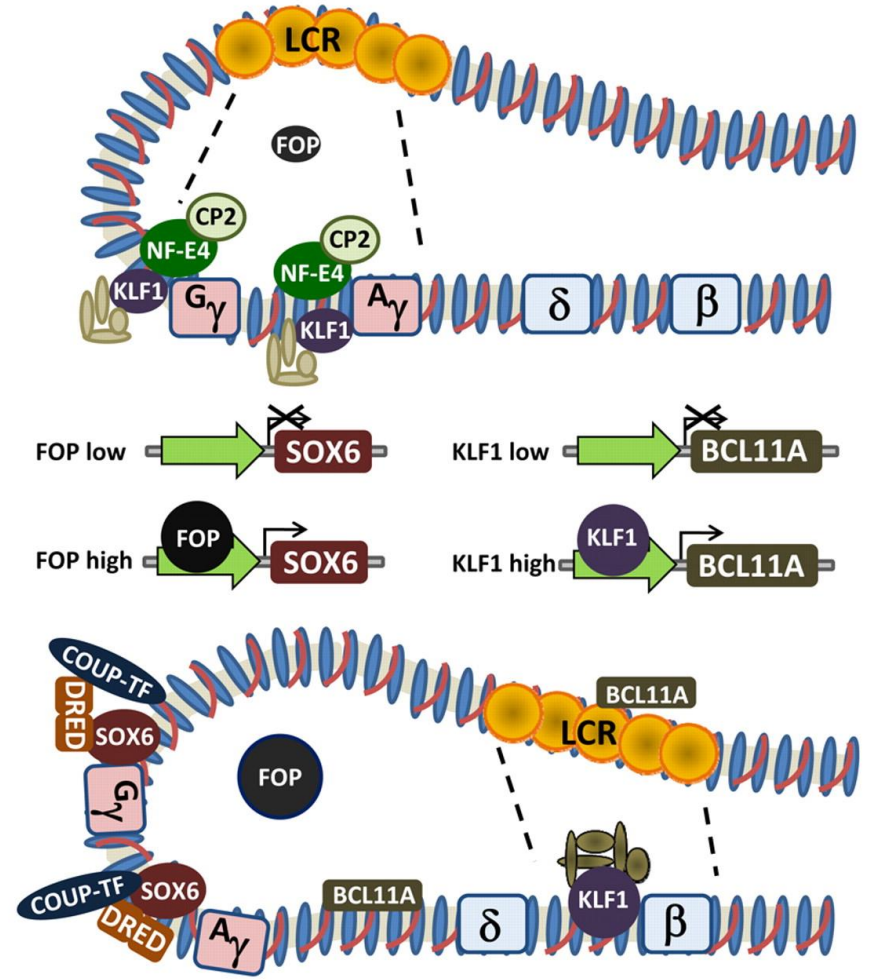 LCR
FOP
CP2
NF-E4
CP2
NF-E4
KLF1
Gγ
KLF1
Aγ
δ
β
FOP low
SOX6
KLF1 low
BCL11A
FOP
FOP high
SOX6
KLF1
KLF1 high
BCL11A
COUP-TF
DRED
SOX6
Gγ
FOP
BCL11A
LCR
COUP-TF
SOX6
DRED
Aγ
BCL11A
δ
KLF1
β